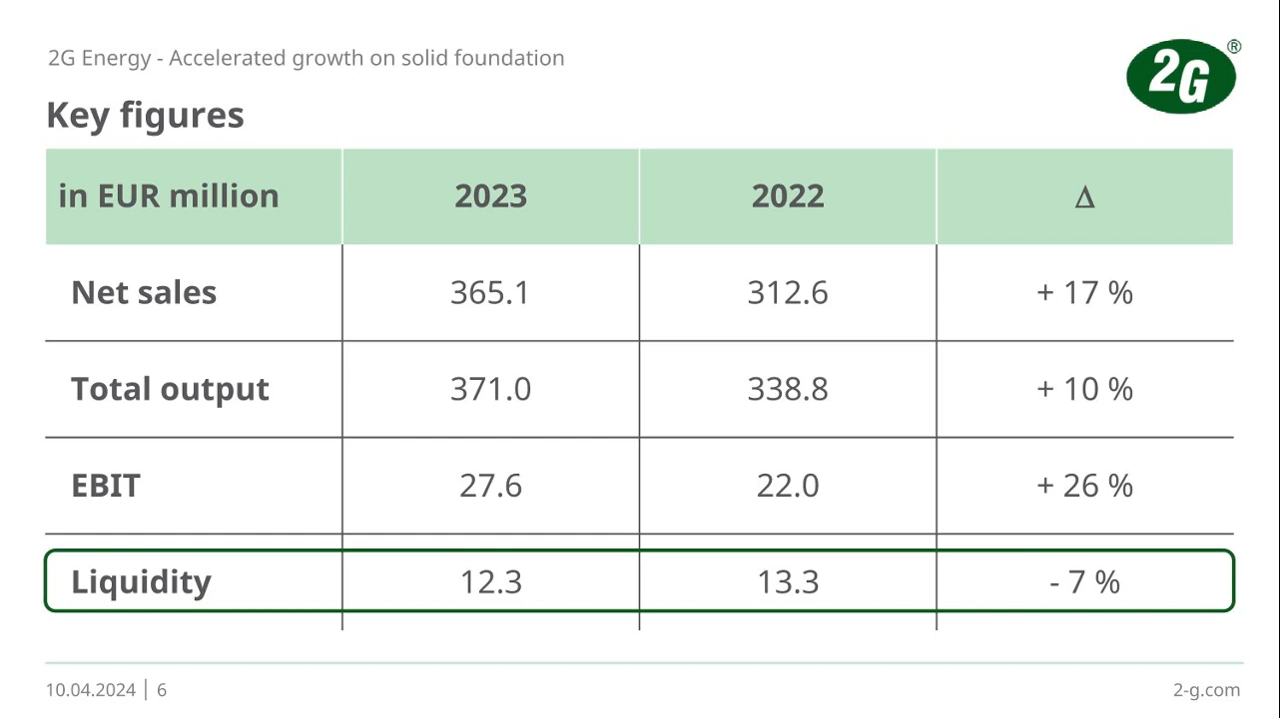 2G Energy - Accelerated growth on solid foundation
2G®
Key figures
in EUR million 2023 2022 Δ
Net sales 365.1 312.6 + 17 %
Total output 371.0 338.8 + 10 %
EBIT 27.6 22.0 + 26 %
Liquidity 12.3 13.3 - 7 %
10.04.2024 | 6 2-g.com